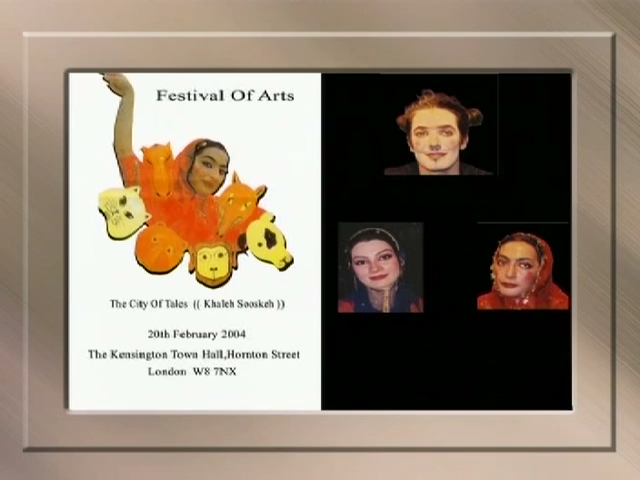 Festival Of Arts
The City Of Tales (( Khaleh Sooskeh ))
20th February 2004
The Kensington Town Hall,Hornton Street
London W8 7NX